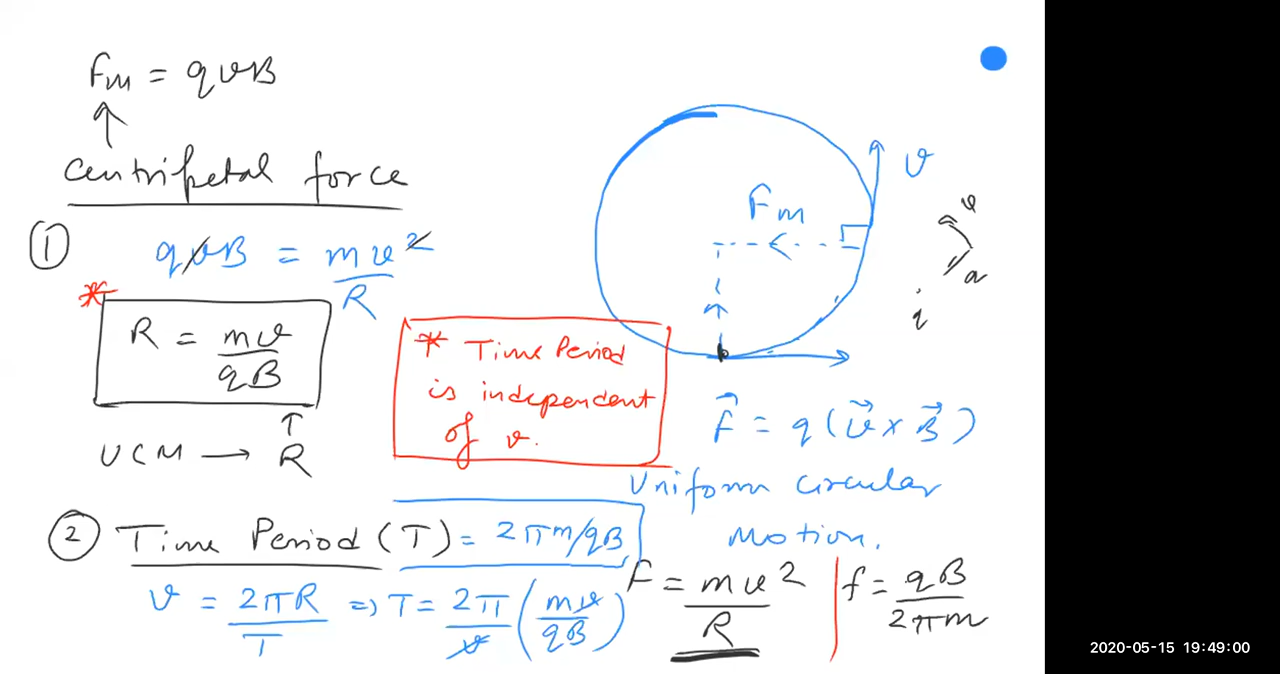 Fm = qvB
Centripetal force
① qvB = mv²/R
* R = mv/qB
UCM → R
* Time Period
is independent
of v.
v
Fm
v
a
F⃗ = q(v⃗ × B⃗)
Uniform circular
motion.
② Time Period (T) = 2πm/qB
v = 2πR/T ⇒ T = 2π/v (mv/qB)
F = mv²/R
f = qB/2πm
2020-05-15 19:49:00